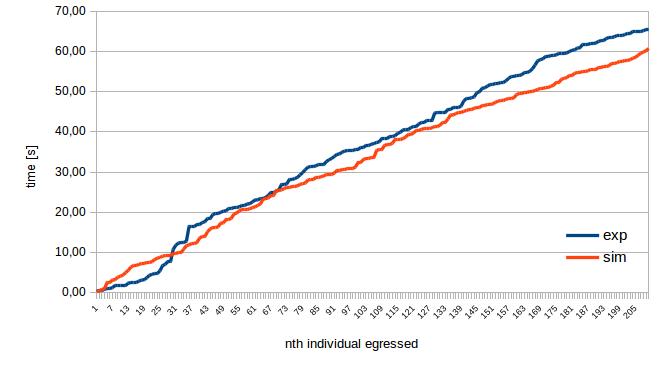 70,00
60,00
50,00
40,00
30,00
20,00
10,00
0,00
time [s]
exp
sim
1 7 13 19 25 31 37 43 49 55 61 67 73 79 85 91 97 103 109 115 121 127 133 139 145 151 157 163 169 175 181 187 193 199 205
nth individual egressed